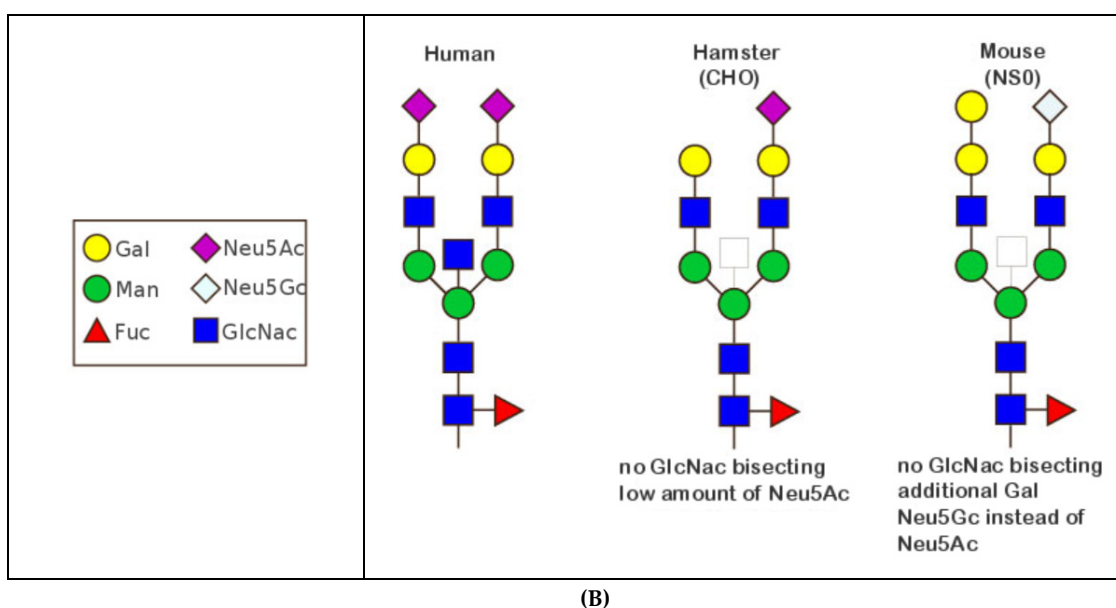 Gal
Neu5Ac
Man
Neu5Gc
Fuc
GlcNac
Human
Hamster
(CHO)
Mouse
(NS0)
no GlcNac bisecting
low amount of Neu5Ac
no GlcNac bisecting
additional Gal
Neu5Gc instead of
Neu5Ac
(B)